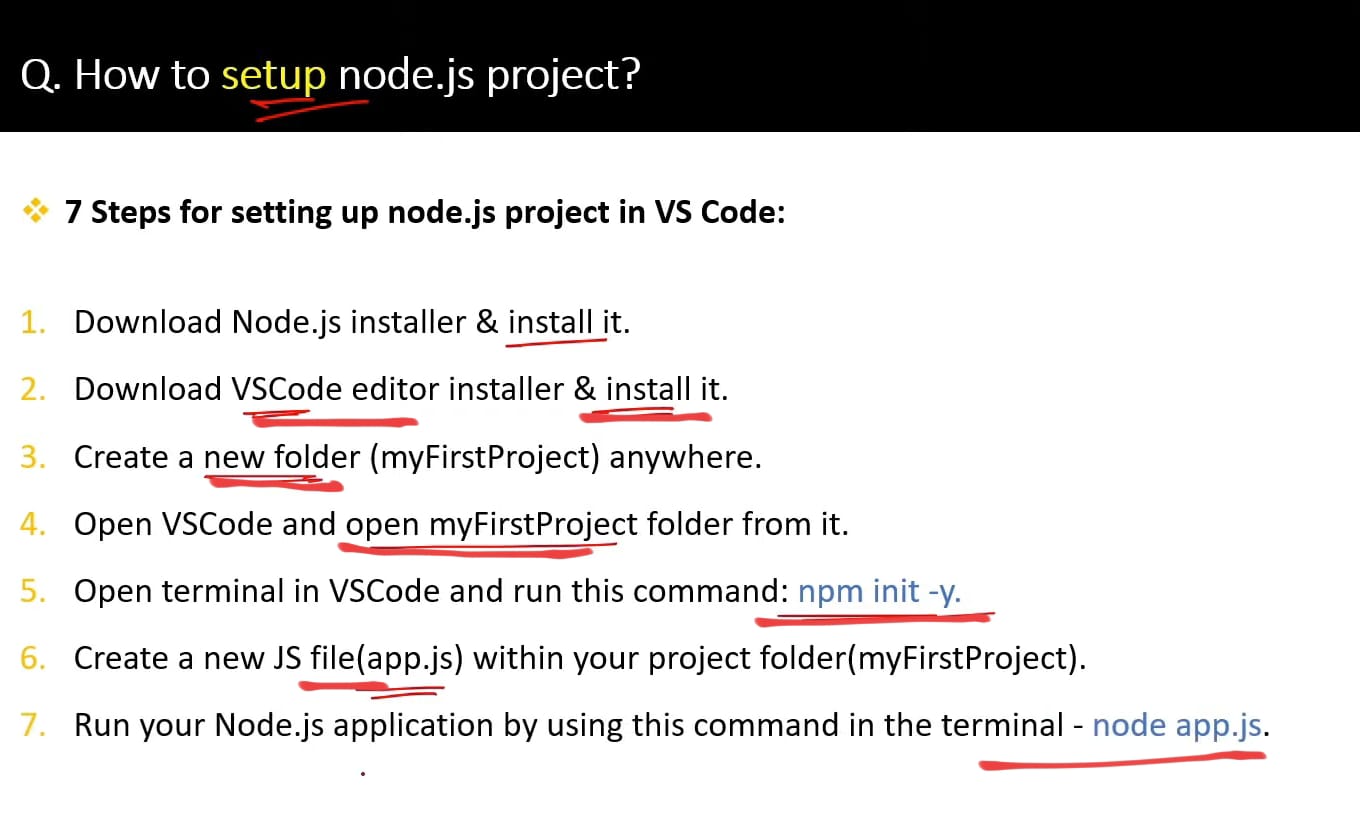 Q. How to setup node.js project?
7 Steps for setting up node.js project in VS Code:
1. Download Node.js installer & install it.
2. Download VSCode editor installer & install it.
3. Create a new folder (myFirstProject) anywhere.
4. Open VSCode and open myFirstProject folder from it.
5. Open terminal in VSCode and run this command: npm init -y.
6. Create a new JS file(app.js) within your project folder(myFirstProject).
7. Run your Node.js application by using this command in the terminal - node app.js.